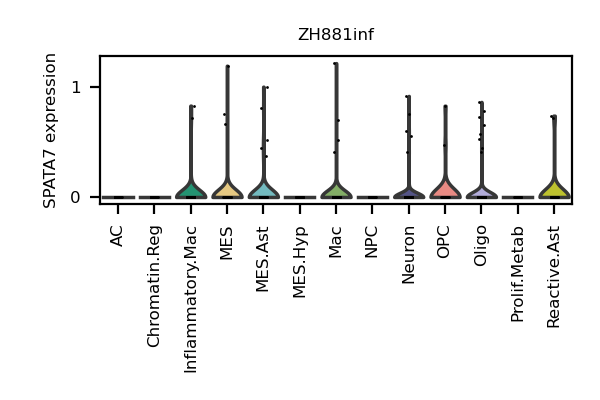 ZH881inf
SPATA7 expression
1
0
AC
Chromatin.Reg
Inflammatory.Mac
MES
MES.Ast
MES.Hyp
Mac
NPC
Neuron
OPC
Oligo
Prolif.Metab
Reactive.Ast